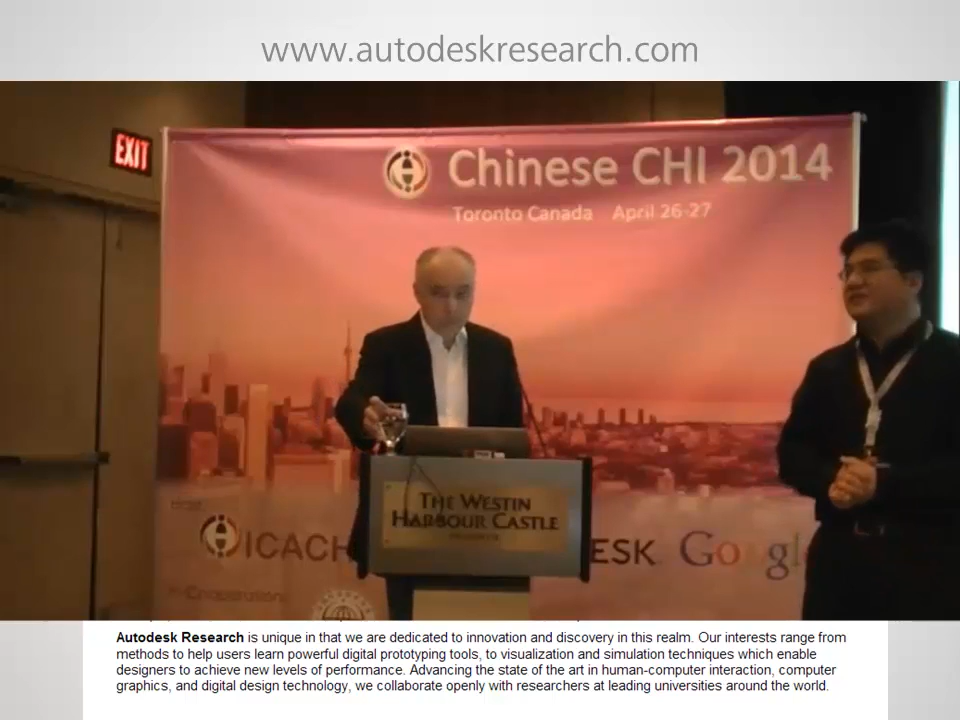 www.autodeskresearch.com
EXIT
Chinese CHI 2014
Toronto Canada April 26-27
THE WESTIN
HARBOUR CASTLE
ICACH
ESK Google
Autodesk Research is unique in that we are dedicated to innovation and discovery in this realm. Our interests range from
methods to help users learn powerful digital prototyping tools, to visualization and simulation techniques which enable
designers to achieve new levels of performance. Advancing the state of the art in human-computer interaction, computer
graphics, and digital design technology, we collaborate openly with researchers at leading universities around the world.